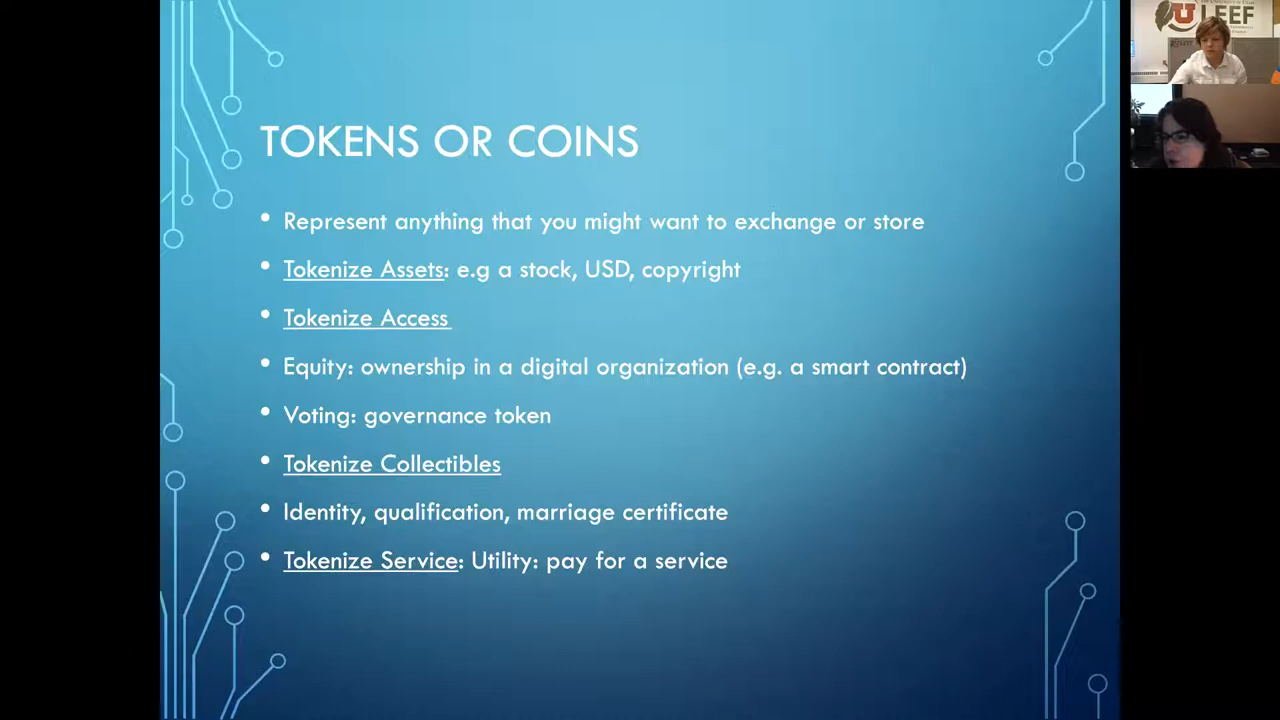 TOKENS OR COINS
• Represent anything that you might want to exchange or store
• Tokenize Assets: e.g a stock, USD, copyright
• Tokenize Access
• Equity: ownership in a digital organization (e.g. a smart contract)
• Voting: governance token
• Tokenize Collectibles
• Identity, qualification, marriage certificate
• Tokenize Service: Utility: pay for a service
U LEEF